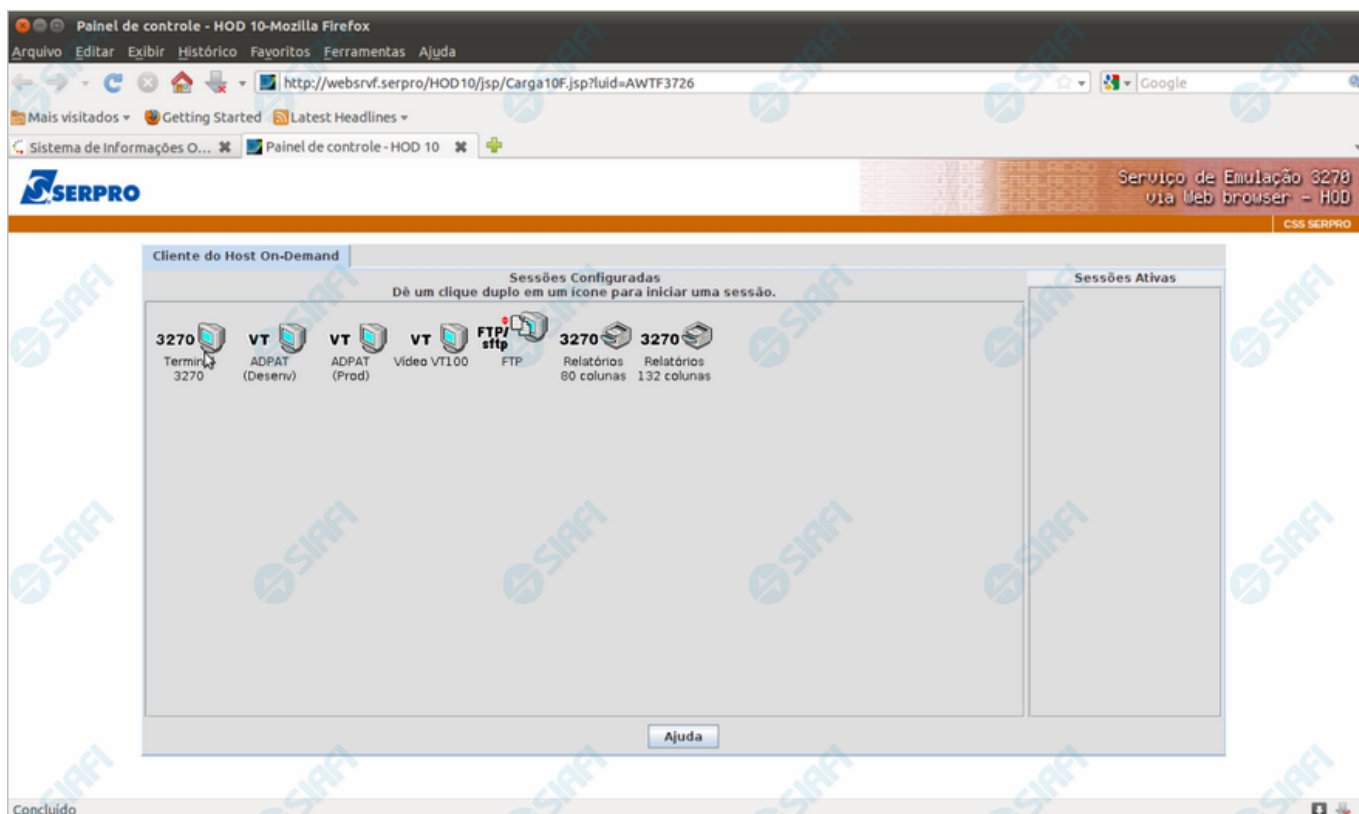 Painel de controle - HOD 10-Mozilla Firefox
Arquivo Editar Exibir Histórico Favoritos Ferramentas Ajuda
http://websrvf.serpro/HOD10/jsp/Carga10F.jsp?luid=AWTF3726
Google
Mais visitados
Getting Started
Latest Headlines
Sistema de Informações O...
Painel de controle - HOD 10
SERPRO
Serviço de Emulação 3270
via Web browser - HOD
CSS SERPRO
Cliente do Host On-Demand
Sessões Configuradas
Dê um clique duplo em um ícone para iniciar uma sessão.
Sessões Ativas
3270
VT
VT
VT
FTP/
sftp
3270
3270
Termin
3270
ADPAT
(Desenv)
ADPAT
(Prod)
Vídeo VT100
FTP
Relatórios
80 colunas
Relatórios
132 colunas
Ajuda
Concluído
SIAFI